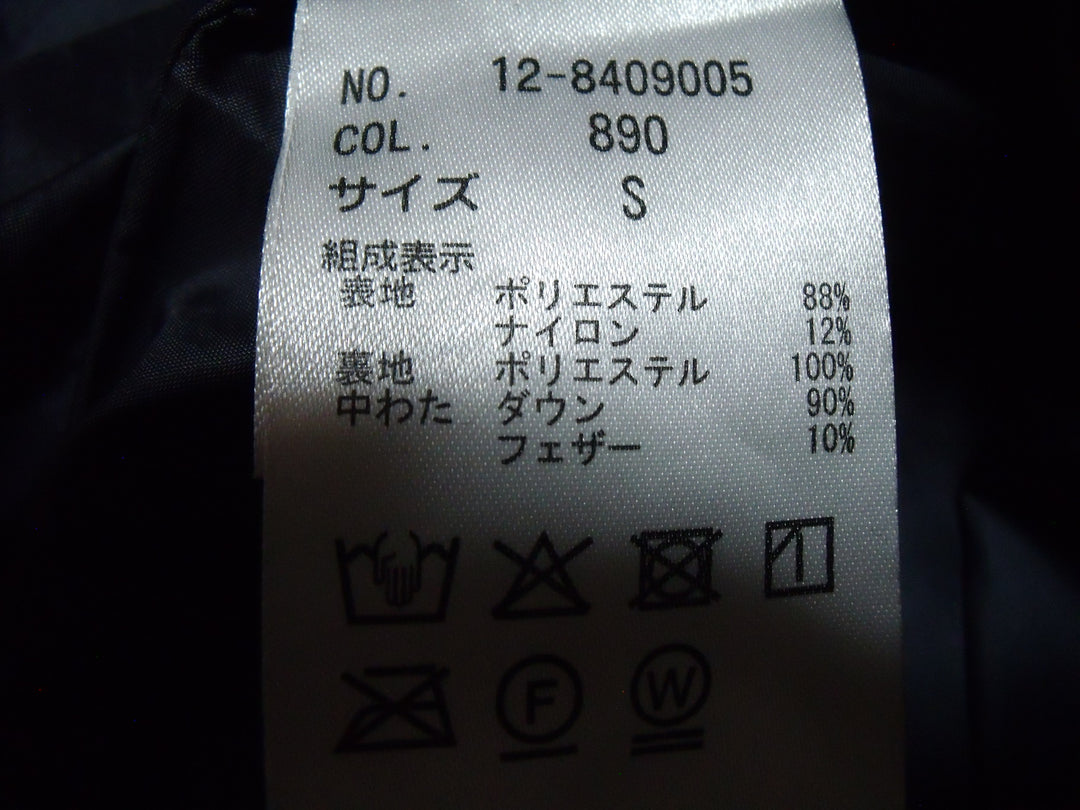 NO. 12-8409005
COL. 890
サイズ S
組成表示
表地 ポリエステル 88%
ナイロン 12%
裏地 ポリエステル 100%
中わた ダウン 90%
フェザー 10%
F W